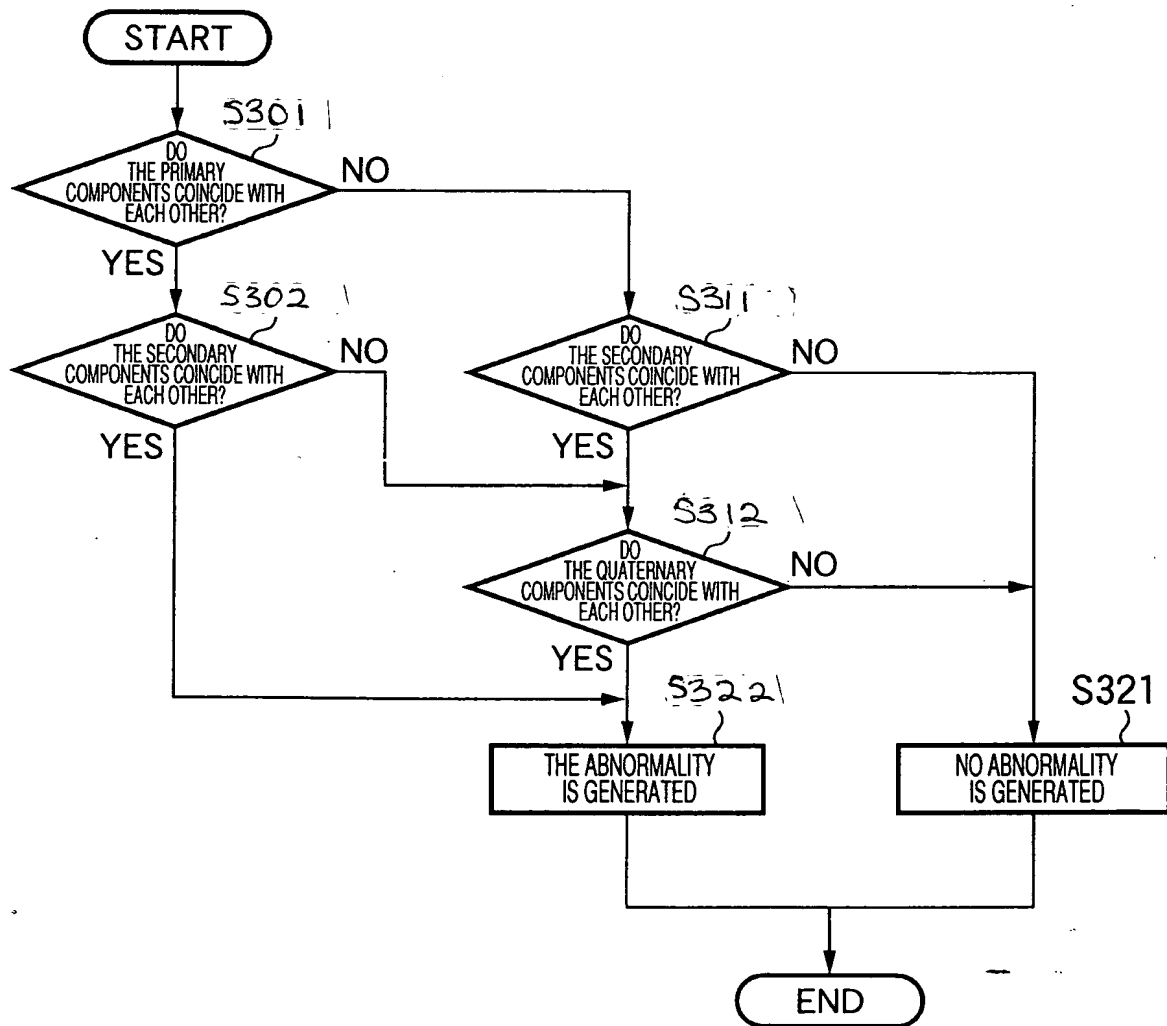 START
S301
DO
THE PRIMARY
COMPONENTS COINCIDE WITH
EACH OTHER?
NO
YES
S302
DO
THE SECONDARY
COMPONENTS COINCIDE WITH
EACH OTHER?
NO
YES
S311
DO
THE SECONDARY
COMPONENTS COINCIDE WITH
EACH OTHER?
NO
YES
S312
DO
THE QUATERNARY
COMPONENTS COINCIDE WITH
EACH OTHER?
NO
YES
S322
THE ABNORMALITY
IS GENERATED
S321
NO ABNORMALITY
IS GENERATED
END